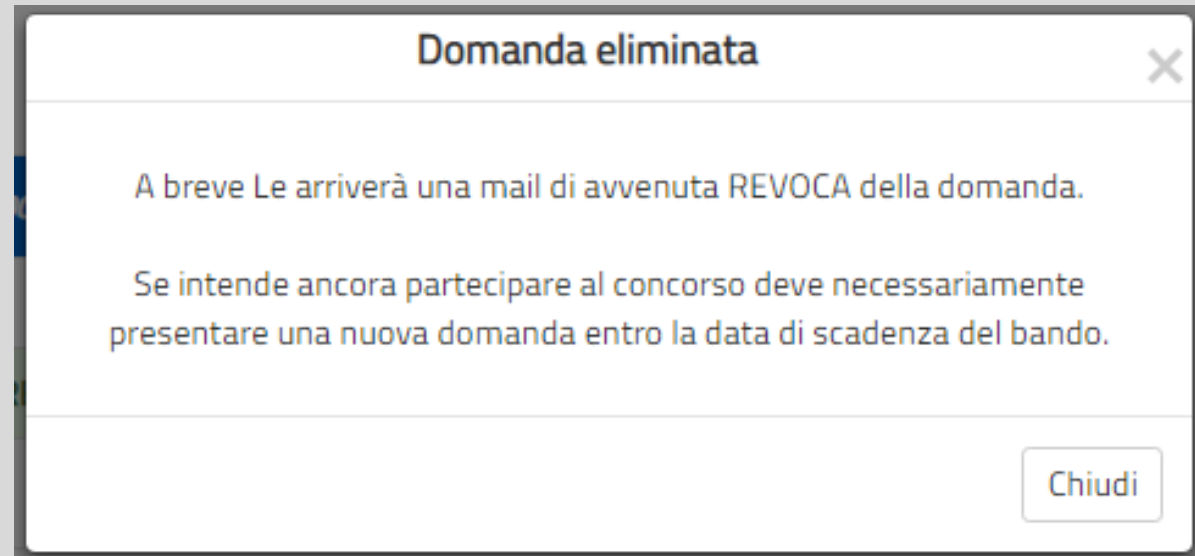 Domanda eliminata
×
A breve Le arriverà una mail di avvenuta REVOCA della domanda.
Se intende ancora partecipare al concorso deve necessariamente
presentare una nuova domanda entro la data di scadenza del bando.
Chiudi